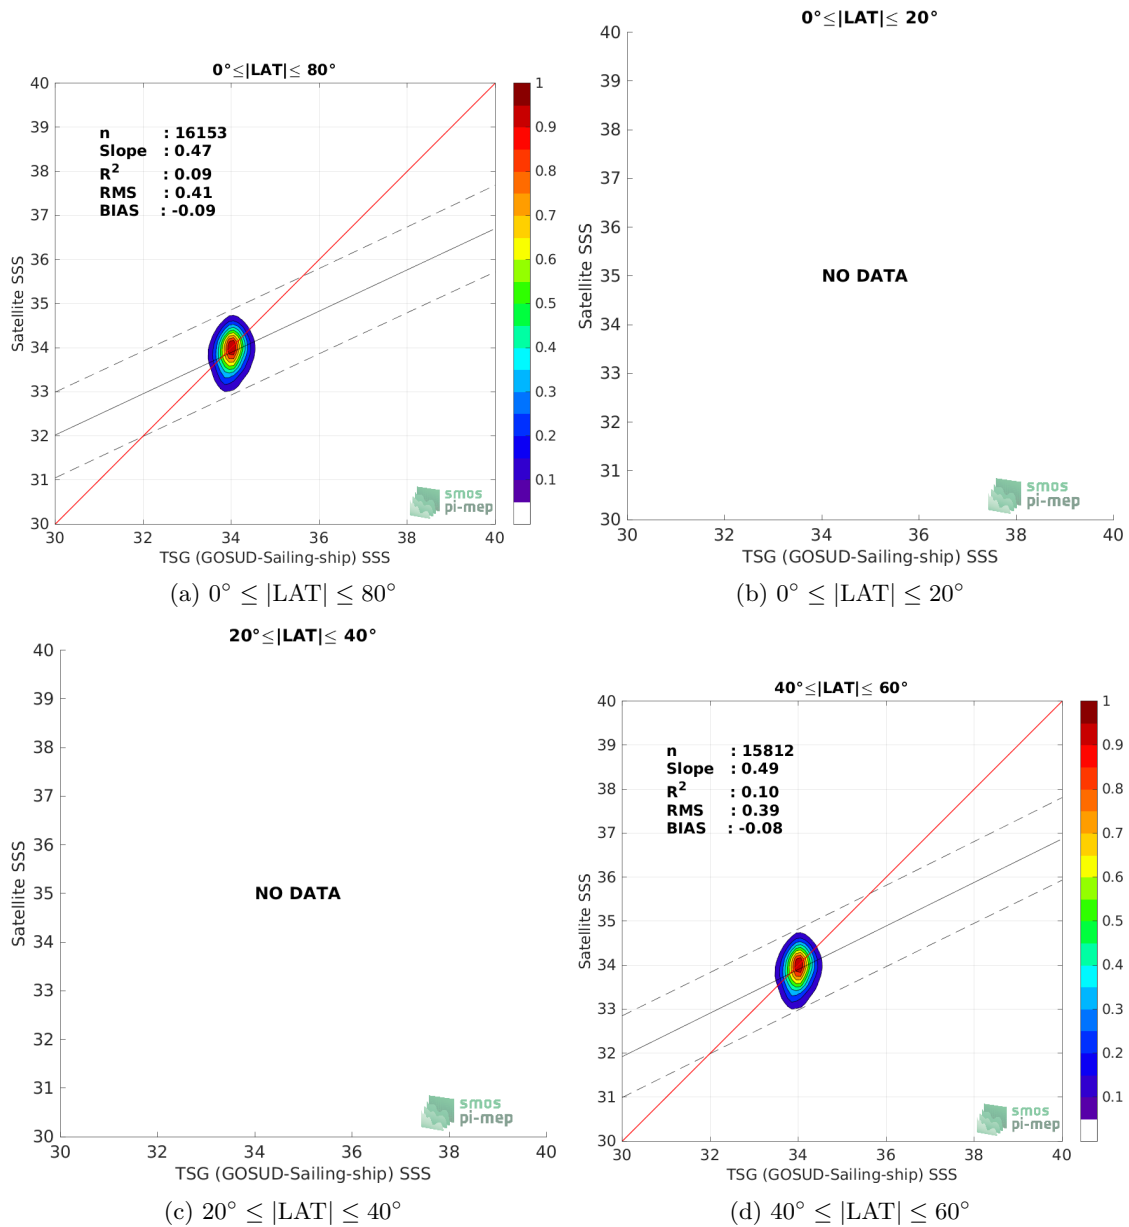 0°≤|LAT|≤ 80°
40
39
38
37
36
35
34
33
32
31
30
Satellite SSS
n : 16153
Slope : 0.47
R² : 0.09
RMS : 0.41
BIAS : -0.09
smos
pi-mep
30 32 34 36 38 40
TSG (GOSUD-Sailing-ship) SSS
1
0.9
0.8
0.7
0.6
0.5
0.4
0.3
0.2
0.1
(a) 0° ≤ |LAT| ≤ 80°
0°≤|LAT|≤ 20°
40
39
38
37
36
35
34
33
32
31
30
Satellite SSS
NO DATA
smos
pi-mep
30 32 34 36 38 40
TSG (GOSUD-Sailing-ship) SSS
(b) 0° ≤ |LAT| ≤ 20°
20°≤|LAT|≤ 40°
40
39
38
37
36
35
34
33
32
31
30
Satellite SSS
NO DATA
smos
pi-mep
30 32 34 36 38 40
TSG (GOSUD-Sailing-ship) SSS
(c) 20° ≤ |LAT| ≤ 40°
40°≤|LAT|≤ 60°
40
39
38
37
36
35
34
33
32
31
30
Satellite SSS
n : 15812
Slope : 0.49
R² : 0.10
RMS : 0.39
BIAS : -0.08
smos
pi-mep
30 32 34 36 38 40
TSG (GOSUD-Sailing-ship) SSS
1
0.9
0.8
0.7
0.6
0.5
0.4
0.3
0.2
0.1
(d) 40° ≤ |LAT| ≤ 60°